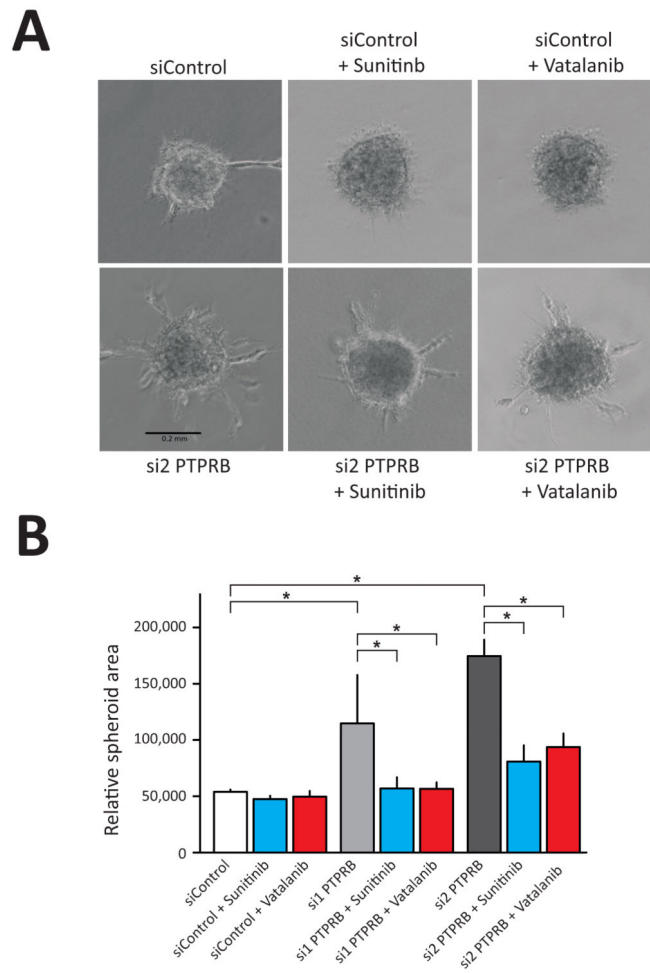 A
siControl
siControl
+ Sunitinb
siControl
+ Vatalanib
0.2 mm
si2 PTPRB
si2 PTPRB
+ Sunitinib
si2 PTPRB
+ Vatalanib
B
Relative spheroid area
200,000
150,000
100,000
50,000
0
*
*
*
*
*
*
siControl
siControl + Sunitinib
siControl + Vatalanib
si1 PTPRB
si1 PTPRB + Sunitinib
si1 PTPRB + Vatalanib
si2 PTPRB
si2 PTPRB + Sunitinib
si2 PTPRB + Vatalanib